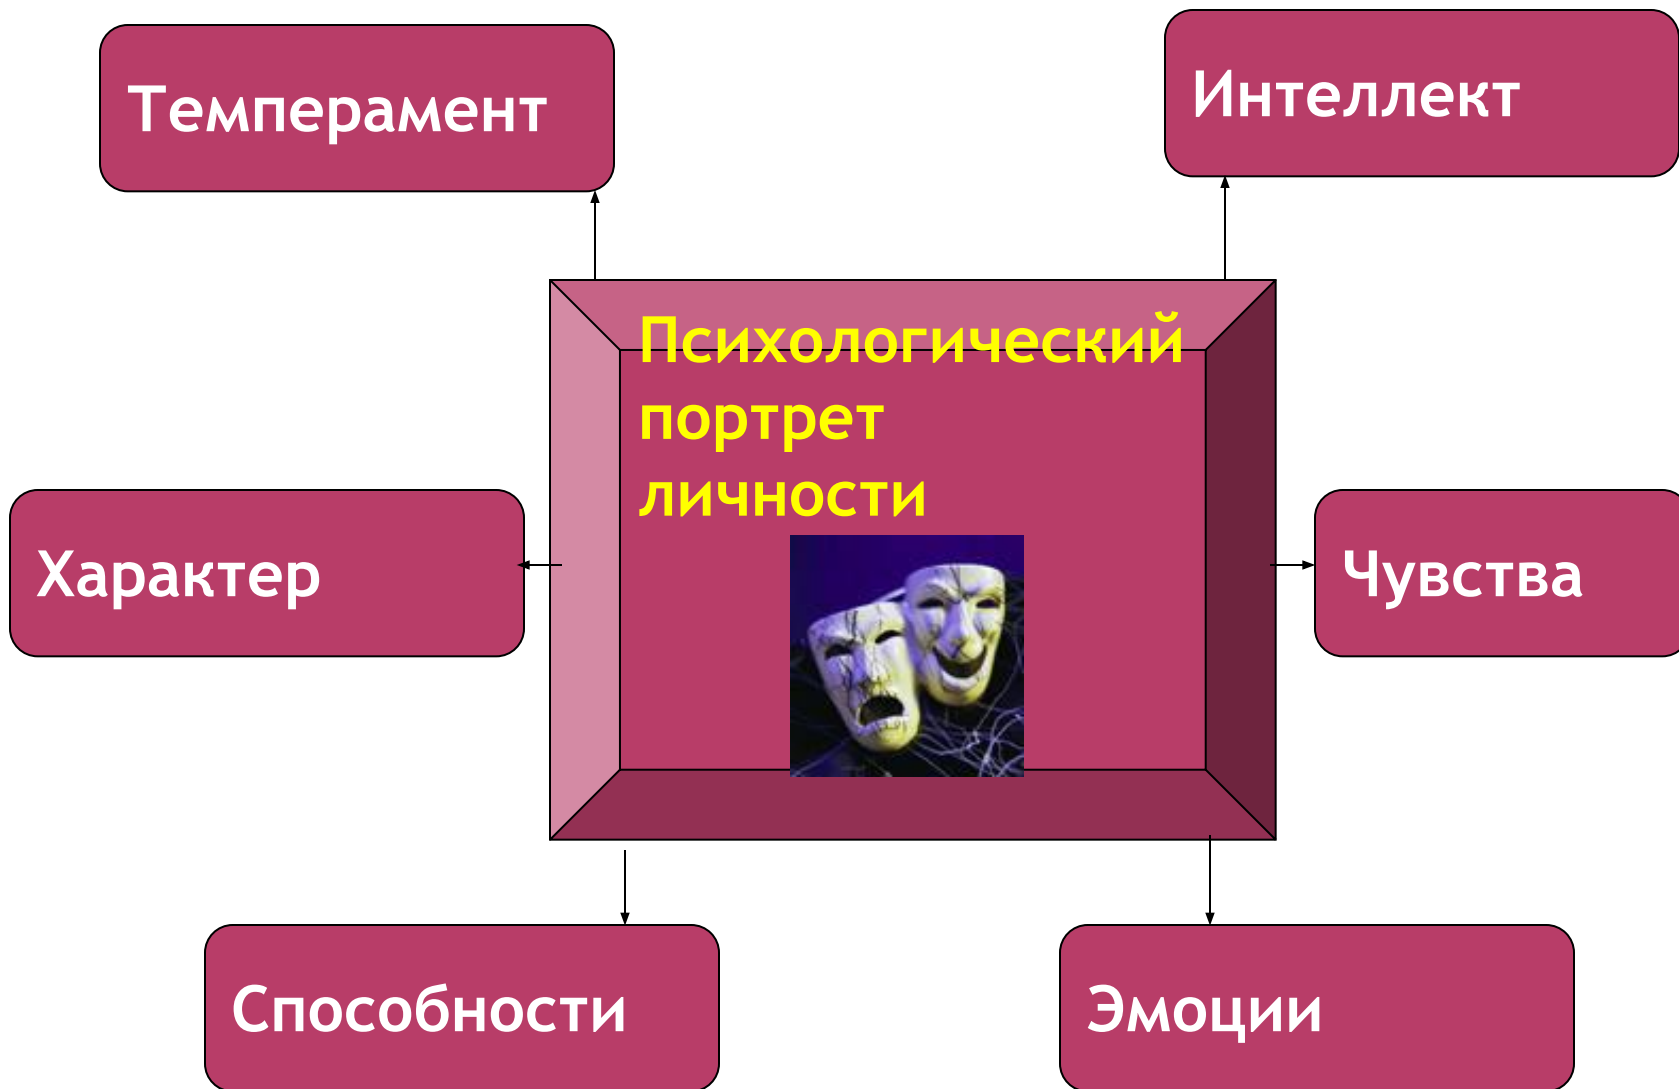 Темперамент
Интеллект
Психологический
портрет
личности
Характер
Чувства
Способности
Эмоции